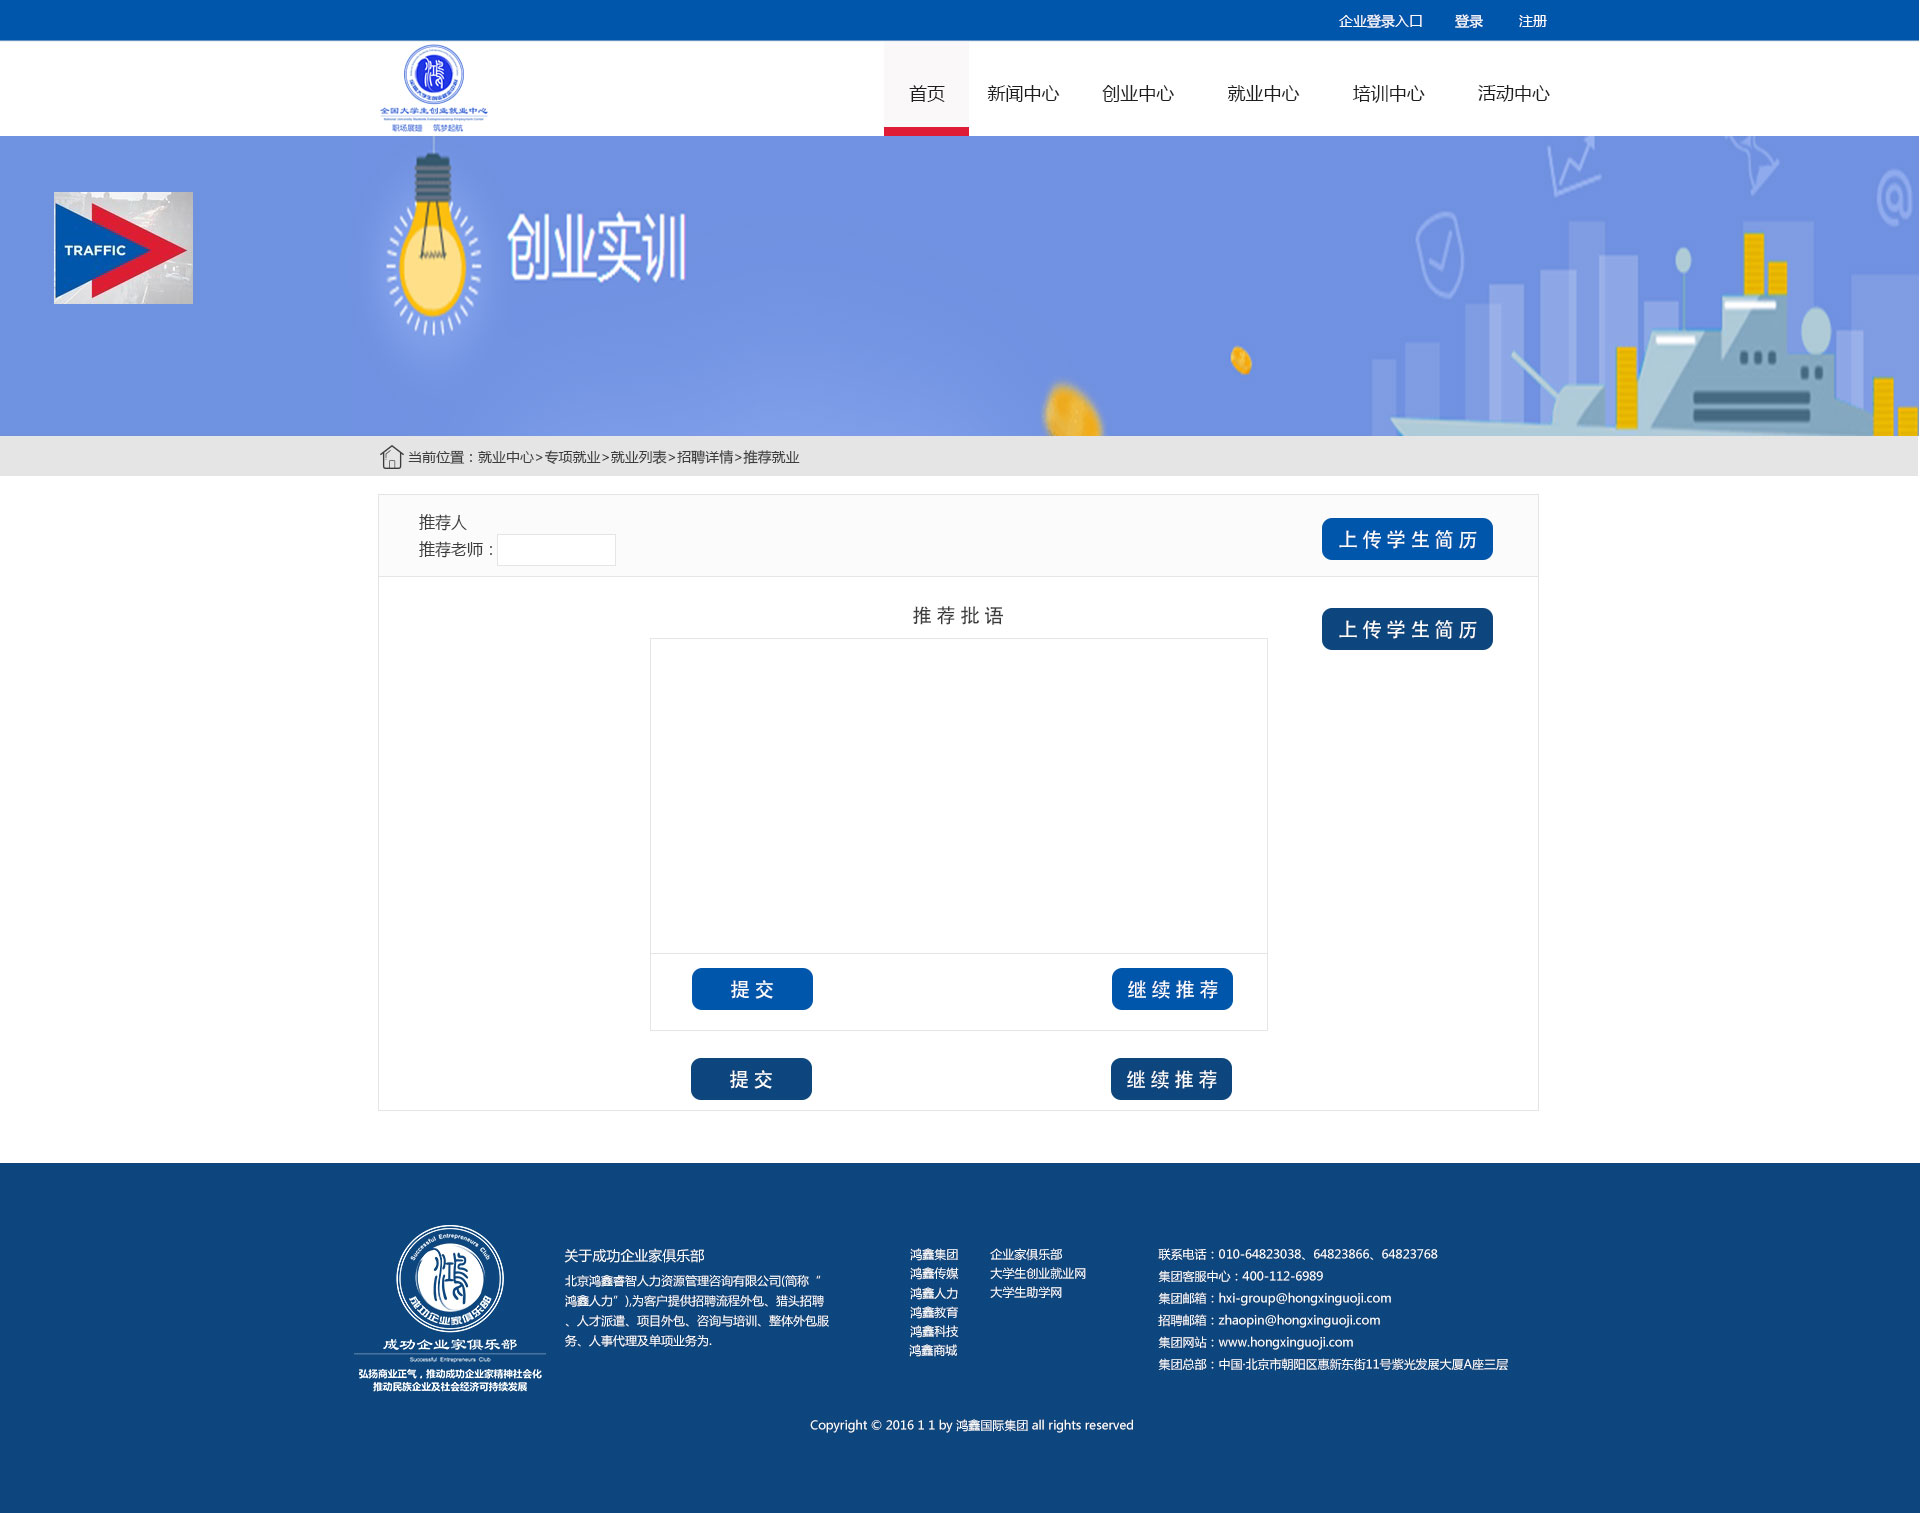 企业登录入口 登录 注册
全国大学生创业就业中心
职场展翅 筑梦起航
首页 新闻中心 创业中心 就业中心 培训中心 活动中心
TRAFFIC
创业实训
当前位置：就业中心>专项就业>就业列表>招聘详情>推荐就业
推荐人
推荐老师：
上传学生简历
推荐批语
上传学生简历
提交 继续推荐
提交 继续推荐
Successful Entrepreneurs Club
鸿
成功企业家俱乐部
成功企业家俱乐部
Successful Entrepreneurs Club
弘扬商业正气，推动成功企业家精神社会化
推动民族企业及社会经济可持续发展
关于成功企业家俱乐部
北京鸿鑫睿智人力资源管理咨询有限公司(简称“
鸿鑫人力”),为客户提供招聘流程外包、猎头招聘
、人才派遣、项目外包、咨询与培训、整体外包服
务、人事代理及单项业务为.
鸿鑫集团
鸿鑫传媒
鸿鑫人力
鸿鑫教育
鸿鑫科技
鸿鑫商城
企业家俱乐部
大学生创业就业网
大学生助学网
联系电话：010-64823038、64823866、64823768
集团客服中心：400-112-6989
集团邮箱：hxi-group@hongxinguoji.com
招聘邮箱：zhaopin@hongxinguoji.com
集团网站：www.hongxinguoji.com
集团总部：中国·北京市朝阳区惠新东街11号紫光发展大厦A座三层
Copyright © 2016 1 1 by 鸿鑫国际集团 all rights reserved